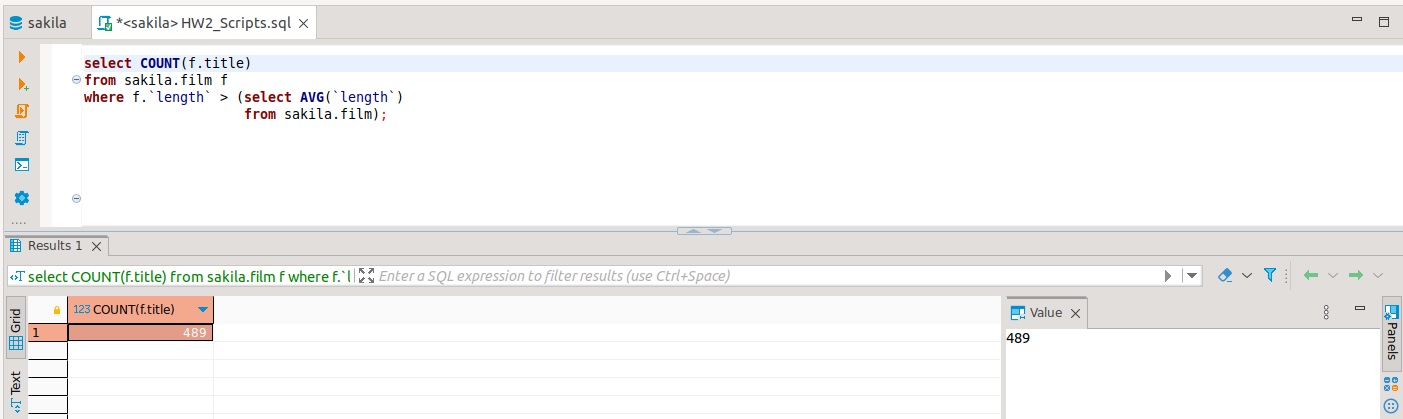 sakila
*<sakila> HW2_Scripts.sql
select COUNT(f.title)
from sakila.film f
where f.`length` > (select AVG(`length`)
from sakila.film);
Results 1
select COUNT(f.title) from sakila.film f where f.`l
Enter a SQL expression to filter results (use Ctrl+Space)
Grid
Text
123 COUNT(f.title)
1 489
Value
489
Panels